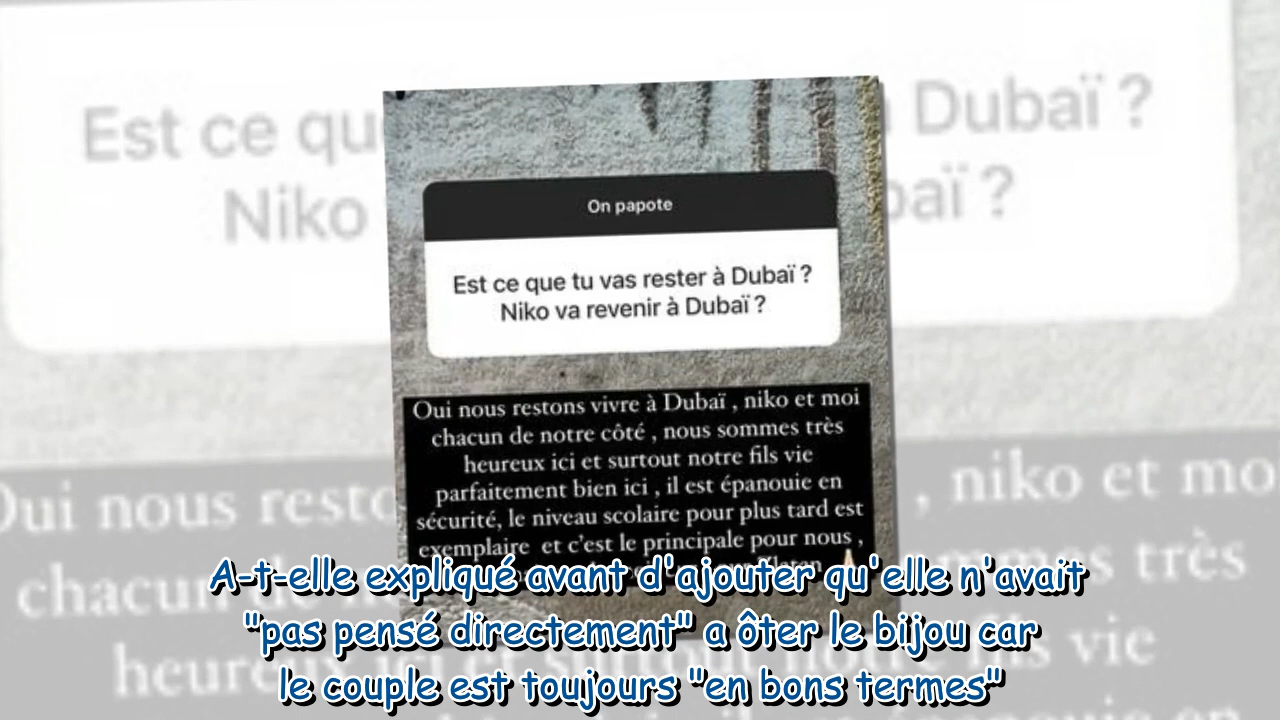 On papote
Est ce que tu vas rester à Dubaï ?
Niko va revenir à Dubaï ?
Oui nous restons vivre à Dubaï , niko et moi
chacun de notre côté , nous sommes très
heureux ici et surtout notre fils vie
parfaitement bien ici , il est épanouie en
sécurité, le niveau scolaire pour plus tard est
exemplaire et c'est le principale pour nous ,
A-t-elle expliqué avant d'ajouter qu'elle n'avait
"pas pensé directement" a ôter le bijou car
le couple est toujours "en bons termes"